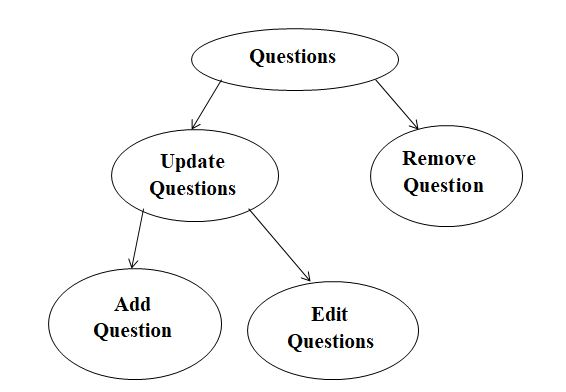 Questions
Update
Questions
Remove
Question
Add
Question
Edit
Questions